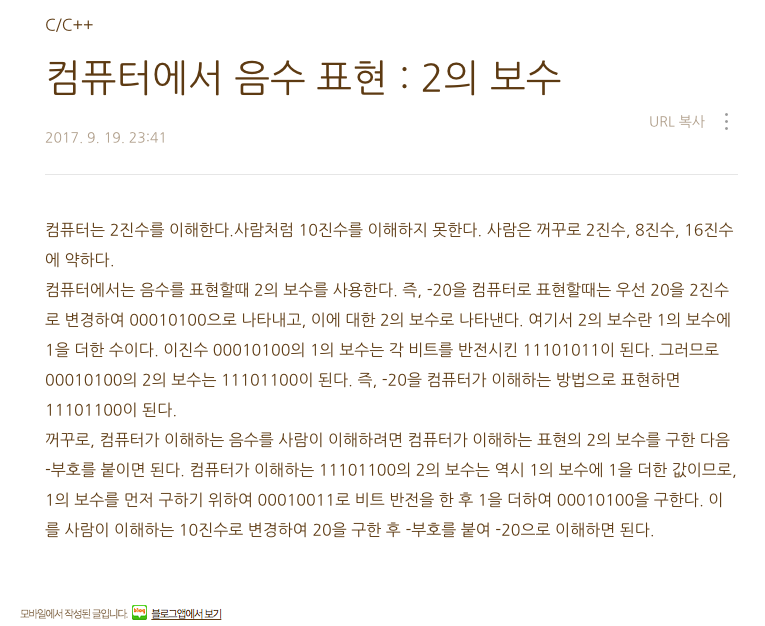 C/C++
컴퓨터에서 음수 표현 : 2의 보수
URL 복사
2017. 9. 19. 23:41
컴퓨터는 2진수를 이해한다.사람처럼 10진수를 이해하지 못한다. 사람은 꺼꾸로 2진수, 8진수, 16진수
에 약하다.
컴퓨터에서는 음수를 표현할때 2의 보수를 사용한다. 즉, -20을 컴퓨터로 표현할때는 우선 20을 2진수
로 변경하여 00010100으로 나타내고, 이에 대한 2의 보수로 나타낸다. 여기서 2의 보수란 1의 보수에
1을 더한 수이다. 이진수 00010100의 1의 보수는 각 비트를 반전시킨 11101011이 된다. 그러므로
00010100의 2의 보수는 11101100이 된다. 즉, -20을 컴퓨터가 이해하는 방법으로 표현하면
11101100이 된다.
꺼꾸로, 컴퓨터가 이해하는 음수를 사람이 이해하려면 컴퓨터가 이해하는 표현의 2의 보수를 구한 다음
-부호를 붙이면 된다. 컴퓨터가 이해하는 11101100의 2의 보수는 역시 1의 보수에 1을 더한 값이므로,
1의 보수를 먼저 구하기 위하여 00010011로 비트 반전을 한 후 1을 더하여 00010100을 구한다. 이
를 사람이 이해하는 10진수로 변경하여 20을 구한 후 -부호를 붙여 -20으로 이해하면 된다.
모바일에서 작성된 글입니다. blog 블로그앱에서 보기